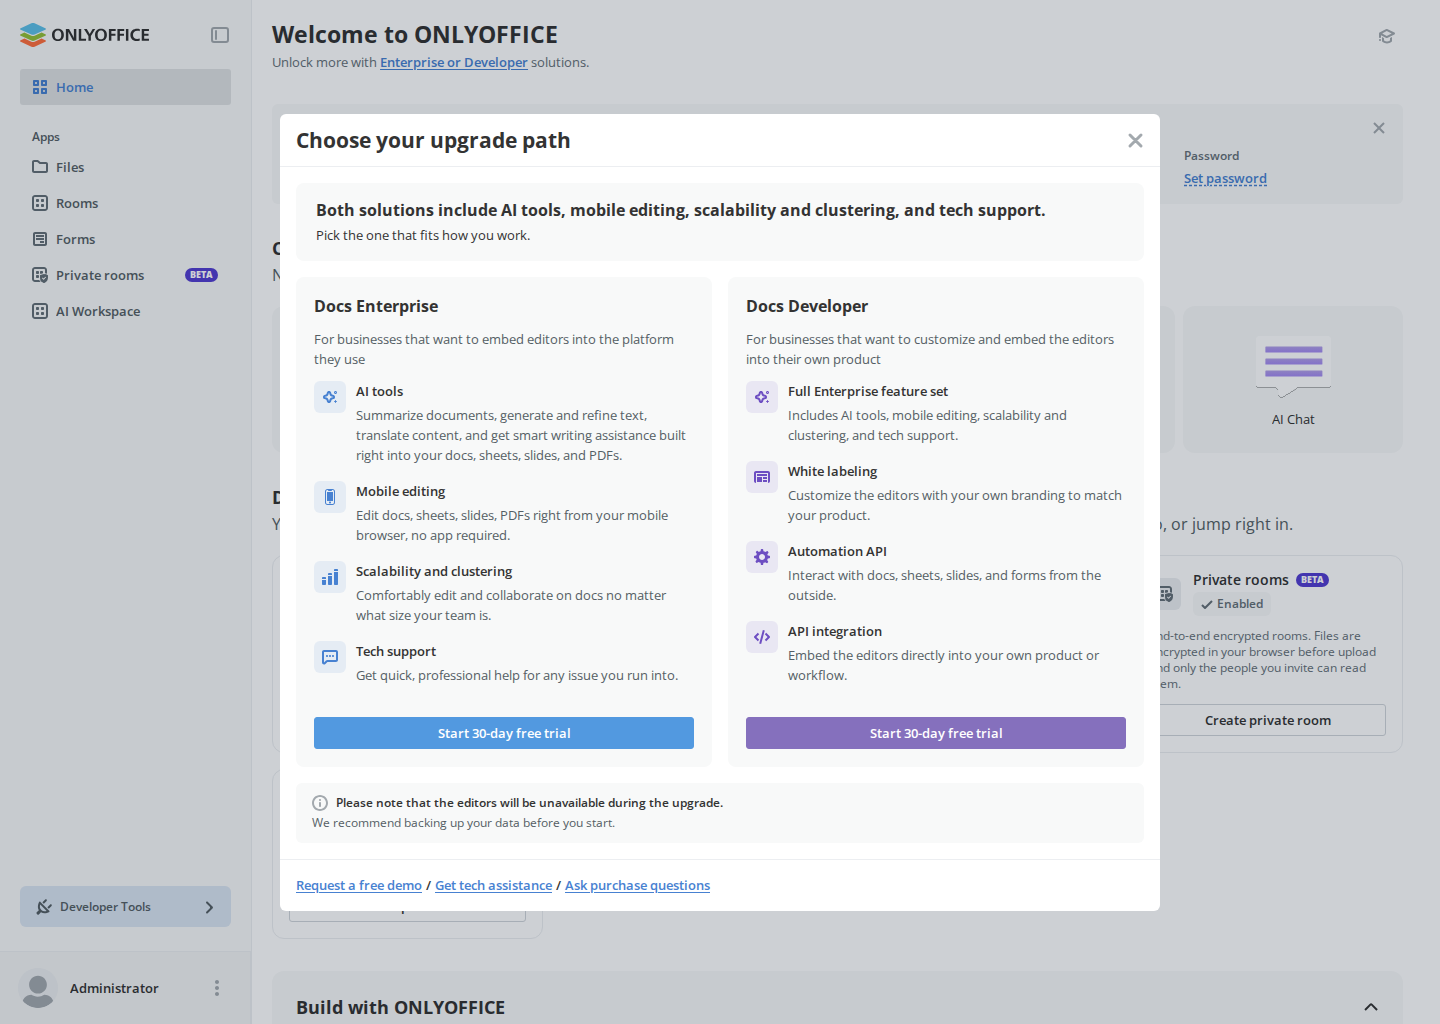 ONLYOFFICE
Home
Apps
Files
Rooms
Forms
Private rooms BETA
AI Workspace
Developer Tools
Administrator
Welcome to ONLYOFFICE
Unlock more with Enterprise or Developer solutions.
Password
Set password
Choose your upgrade path
Both solutions include AI tools, mobile editing, scalability and clustering, and tech support.
Pick the one that fits how you work.
Docs Enterprise
For businesses that want to embed editors into the platform
they use
AI tools
Summarize documents, generate and refine text,
translate content, and get smart writing assistance built
right into your docs, sheets, slides, and PDFs.
Mobile editing
Edit docs, sheets, slides, PDFs right from your mobile
browser, no app required.
Scalability and clustering
Comfortably edit and collaborate on docs no matter
what size your team is.
Tech support
Get quick, professional help for any issue you run into.
Start 30-day free trial
Docs Developer
For businesses that want to customize and embed the editors
into their own product
Full Enterprise feature set
Includes AI tools, mobile editing, scalability and
clustering, and tech support.
White labeling
Customize the editors with your own branding to match
your product.
Automation API
Interact with docs, sheets, slides, and forms from the
outside.
API integration
Embed the editors directly into your own product or
workflow.
Start 30-day free trial
Please note that the editors will be unavailable during the upgrade.
We recommend backing up your data before you start.
Request a free demo / Get tech assistance / Ask purchase questions
AI Chat
, or jump right in.
Private rooms BETA
Enabled
rooms. Files are
in your browser before upload
only the people you invite can read
Create private room
Build with ONLYOFFICE